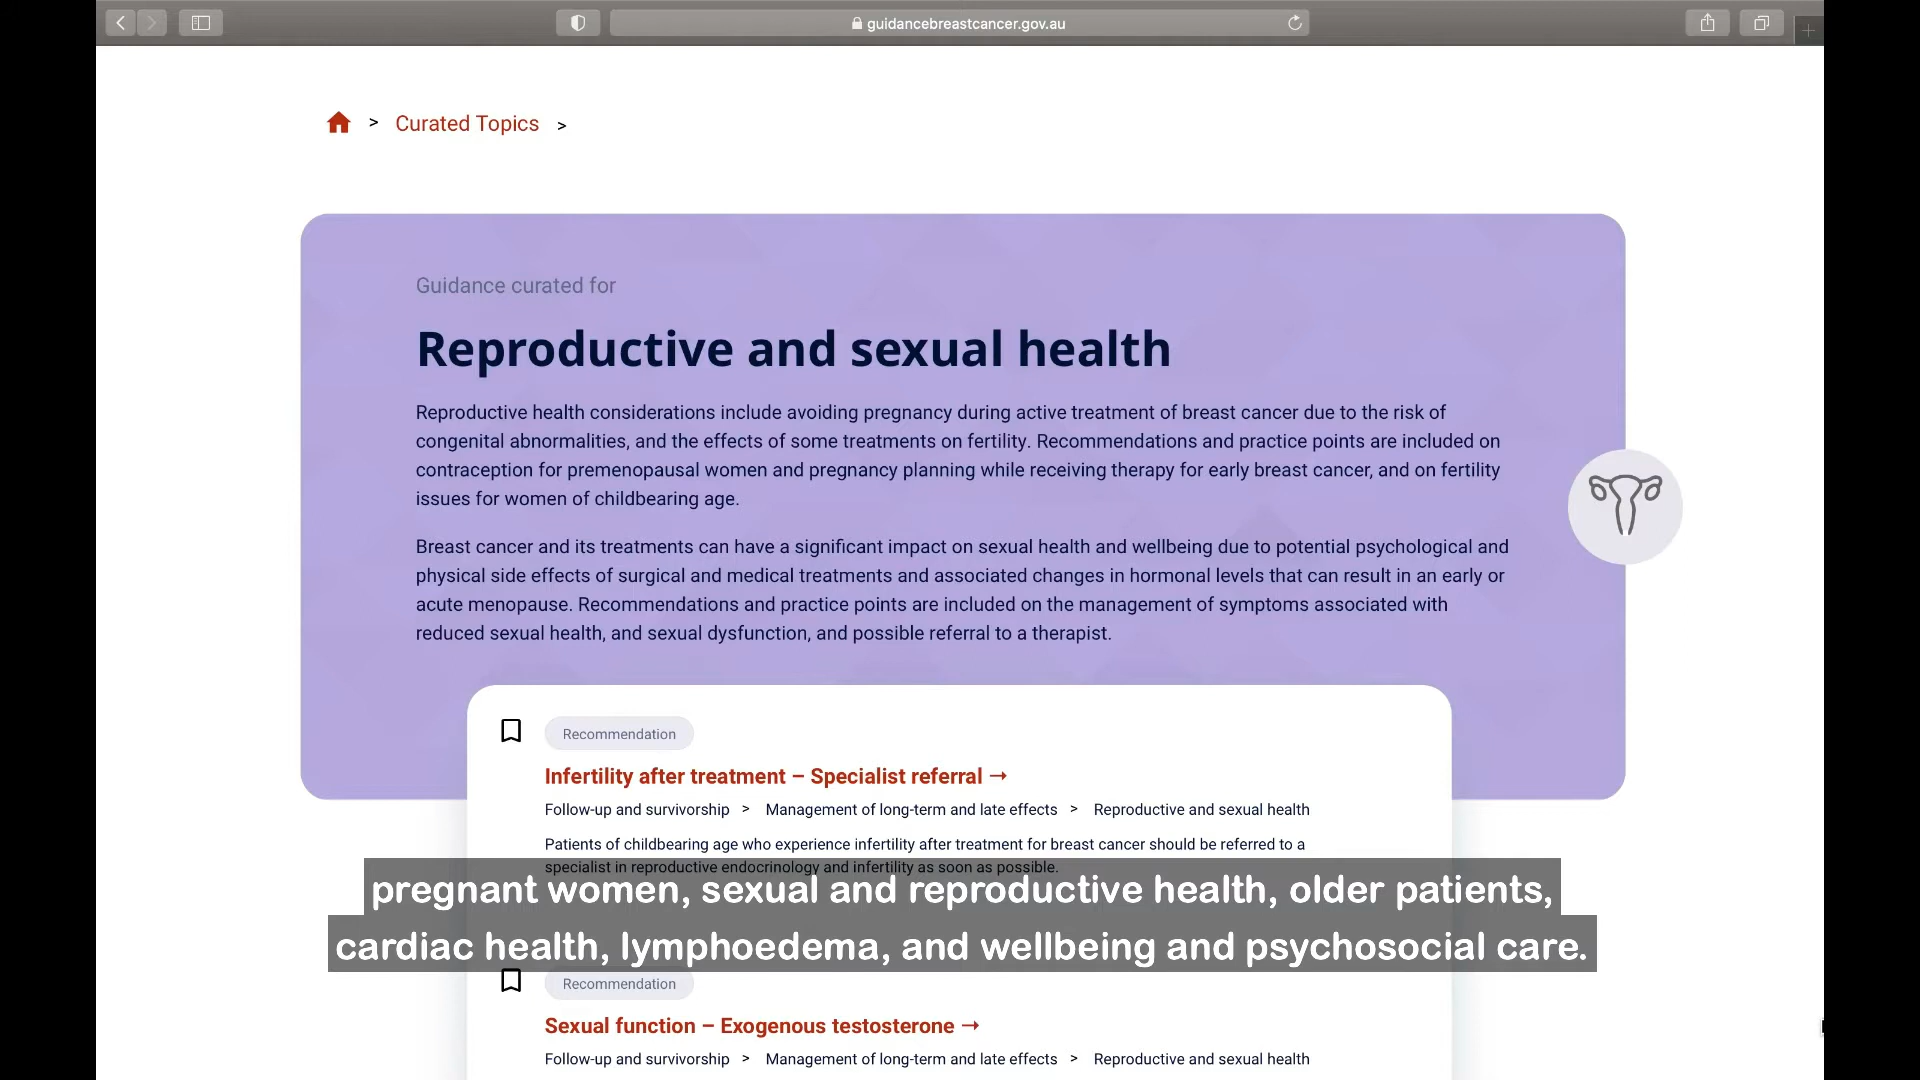 guidancebreastcancer.gov.au
> Curated Topics >
Guidance curated for
Reproductive and sexual health
Reproductive health considerations include avoiding pregnancy during active treatment of breast cancer due to the risk of
congenital abnormalities, and the effects of some treatments on fertility. Recommendations and practice points are included on
contraception for premenopausal women and pregnancy planning while receiving therapy for early breast cancer, and on fertility
issues for women of childbearing age.
Breast cancer and its treatments can have a significant impact on sexual health and wellbeing due to potential psychological and
physical side effects of surgical and medical treatments and associated changes in hormonal levels that can result in an early or
acute menopause. Recommendations and practice points are included on the management of symptoms associated with
reduced sexual health, and sexual dysfunction, and possible referral to a therapist.
Recommendation
Infertility after treatment – Specialist referral →
Follow-up and survivorship > Management of long-term and late effects > Reproductive and sexual health
Patients of childbearing age who experience infertility after treatment for breast cancer should be referred to a
specialist in reproductive endocrinology and infertility as soon as possible.
pregnant women, sexual and reproductive health, older patients,
cardiac health, lymphoedema, and wellbeing and psychosocial care.
Recommendation
Sexual function – Exogenous testosterone →
Follow-up and survivorship > Management of long-term and late effects > Reproductive and sexual health